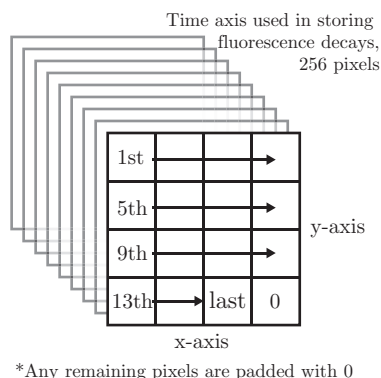 Time axis used in storing
fluorescence decays,
256 pixels
1st
5th
9th
13th last 0
y-axis
x-axis
*Any remaining pixels are padded with 0